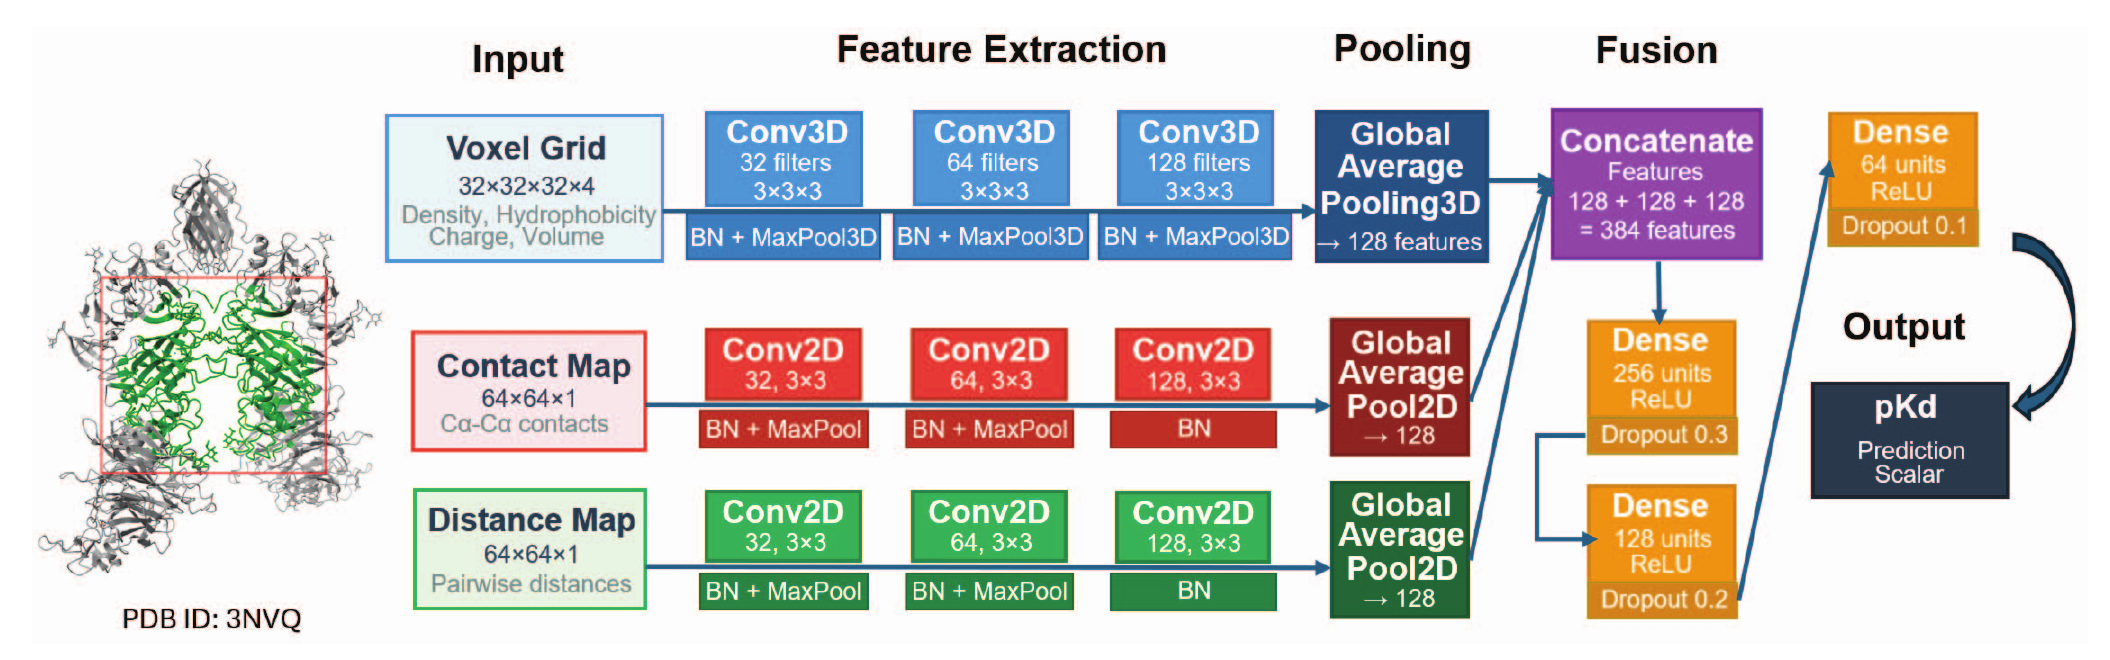 Input
Feature Extraction
Pooling
Fusion
Voxel Grid
32×32×32×4
Density, Hydrophobicity
Charge, Volume
Conv3D
32 filters
3×3×3
BN + MaxPool3D
Conv3D
64 filters
3×3×3
BN + MaxPool3D
Conv3D
128 filters
3×3×3
BN + MaxPool3D
Global
Average
Pooling3D
→ 128 features
Concatenate
Features
128 + 128 + 128
= 384 features
Dense
64 units
ReLU
Dropout 0.1
Contact Map
64×64×1
Cα-Cα contacts
Conv2D
32, 3×3
BN + MaxPool
Conv2D
64, 3×3
BN + MaxPool
Conv2D
128, 3×3
BN
Global
Average
Pool2D
→ 128
Dense
256 units
ReLU
Dropout 0.3
Output
pKd
Prediction
Scalar
Distance Map
64×64×1
Pairwise distances
Conv2D
32, 3×3
BN + MaxPool
Conv2D
64, 3×3
BN + MaxPool
Conv2D
128, 3×3
BN
Global
Average
Pool2D
→ 128
Dense
128 units
ReLU
Dropout 0.2
PDB ID: 3NVQ